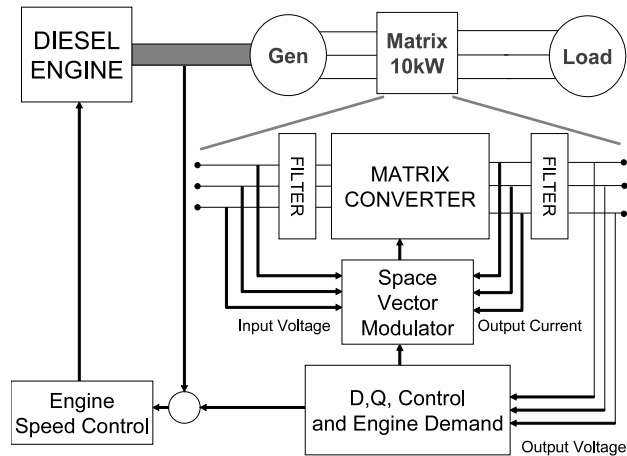 DIESEL
ENGINE
Gen
Matrix
10kW
Load
FILTER
MATRIX
CONVERTER
FILTER
Space
Vector
Modulator
Input Voltage
Output Current
Engine
Speed Control
D,Q, Control
and Engine Demand
Output Voltage